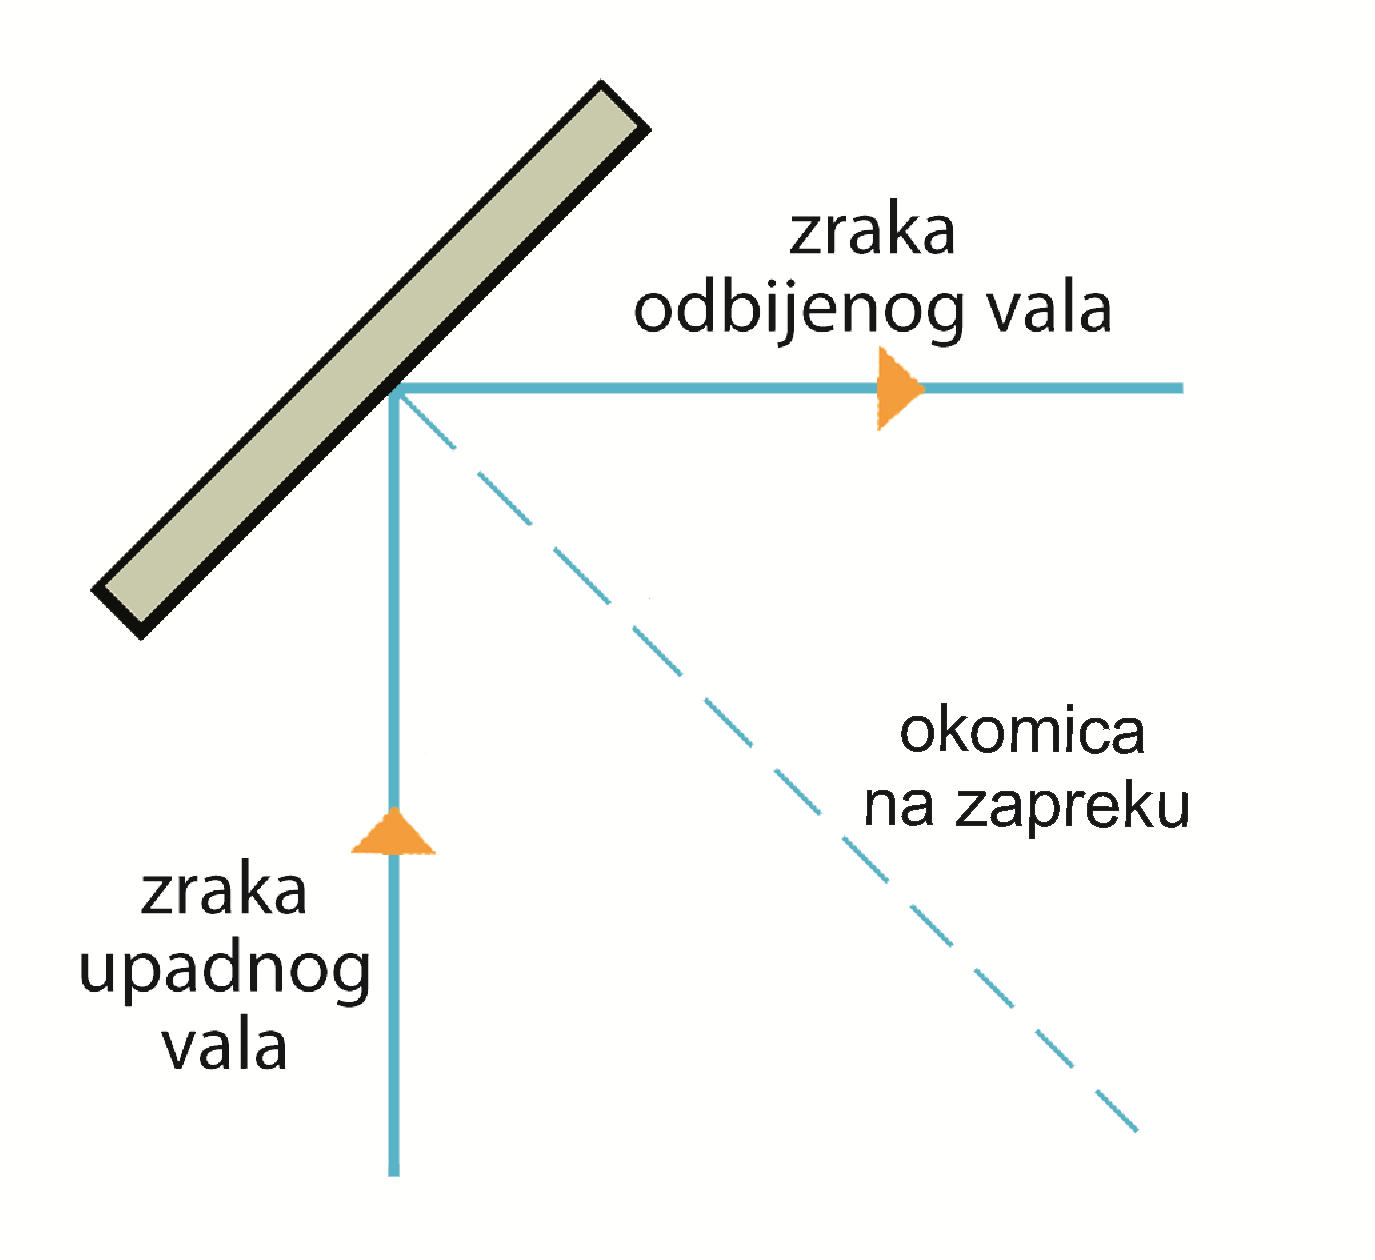 zraka
odbijenog vala
okomica
na zapreku
zraka
upadnog
vala